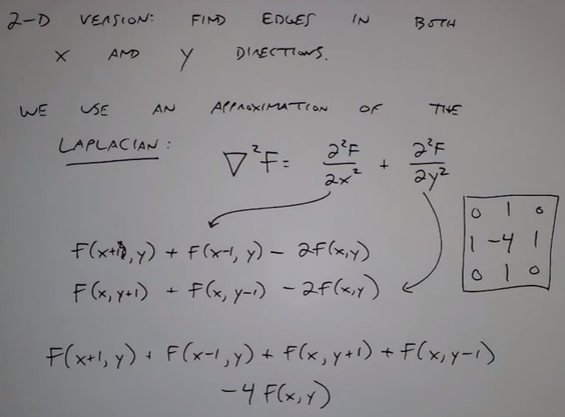 2-D VERSION: FIND EDGES IN BOTH
X AND Y DIRECTIONS.
WE USE AN APPROXIMATION OF THE
LAPLACIAN:
∇²F = ∂²F/∂x² + ∂²F/∂y²
F(x+1, y) + F(x-1, y) - 2F(x,y)
F(x, y+1) + F(x, y-1) - 2F(x,y)
0 1 0
1 -4 1
0 1 0
F(x+1, y) + F(x-1, y) + F(x, y+1) + F(x, y-1)
-4 F(x, y)